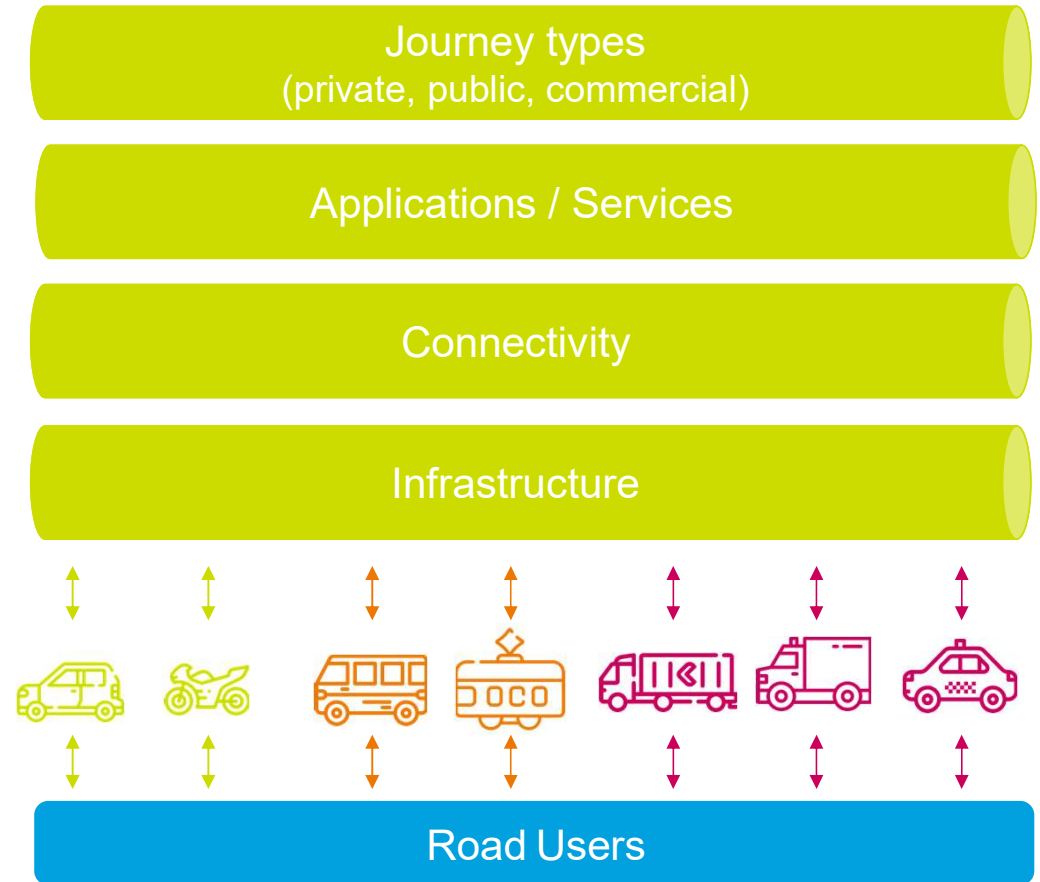 Journey types
(private, public, commercial)
Applications / Services
Connectivity
Infrastructure
Road Users